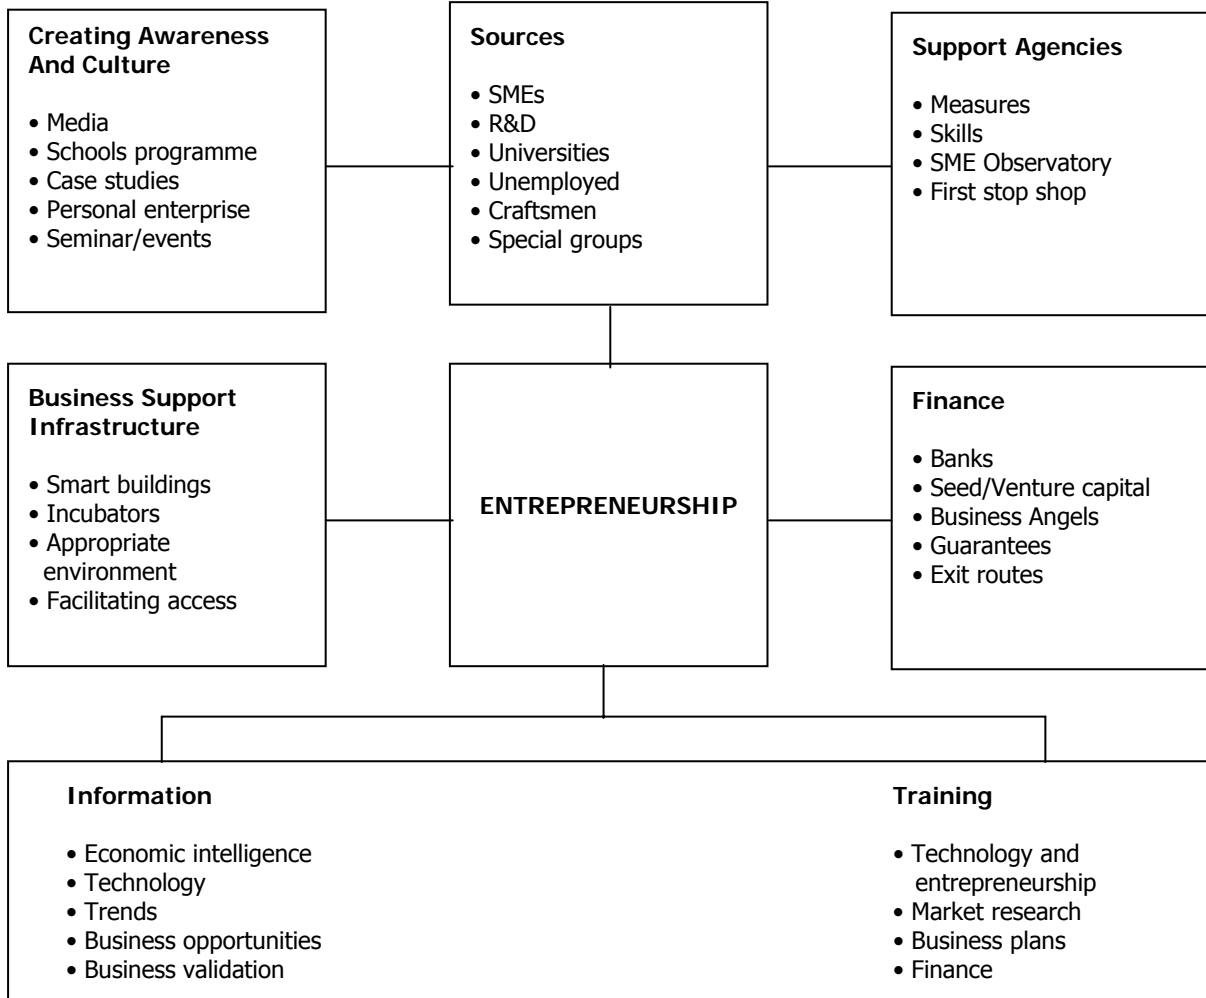 Creating Awareness
And Culture
• Media
• Schools programme
• Case studies
• Personal enterprise
• Seminar/events
Sources
• SMEs
• R&D
• Universities
• Unemployed
• Craftsmen
• Special groups
Support Agencies
• Measures
• Skills
• SME Observatory
• First stop shop
Business Support
Infrastructure
• Smart buildings
• Incubators
• Appropriate
environment
• Facilitating access
ENTREPRENEURSHIP
Finance
• Banks
• Seed/Venture capital
• Business Angels
• Guarantees
• Exit routes
Information
• Economic intelligence
• Technology
• Trends
• Business opportunities
• Business validation
Training
• Technology and
entrepreneurship
• Market research
• Business plans
• Finance